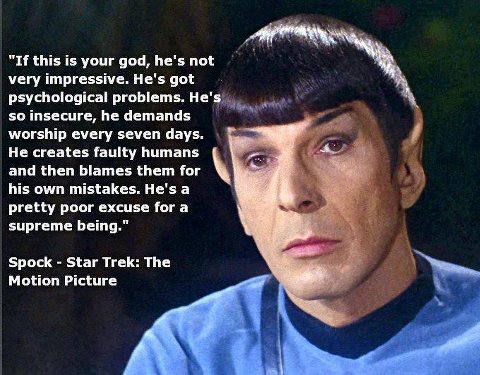 "If this is your god, he's not
very impressive. He's got
psychological problems. He's
so insecure, he demands
worship every seven days.
He creates faulty humans
and then blames them for
his own mistakes. He's a
pretty poor excuse for a
supreme being."
Spock - Star Trek: The
Motion Picture